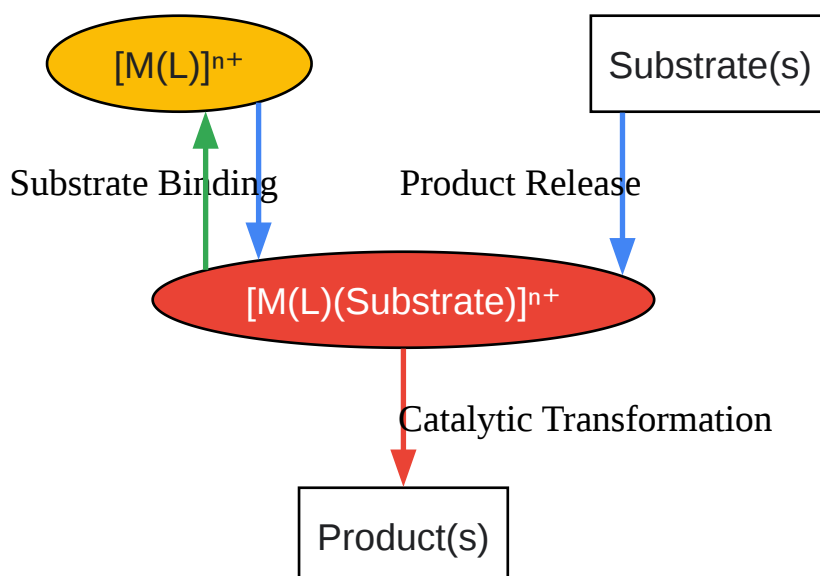 [M(L)]ⁿ⁺
Substrate(s)
Substrate Binding
Product Release
[M(L)(Substrate)]ⁿ⁺
Catalytic Transformation
Product(s)